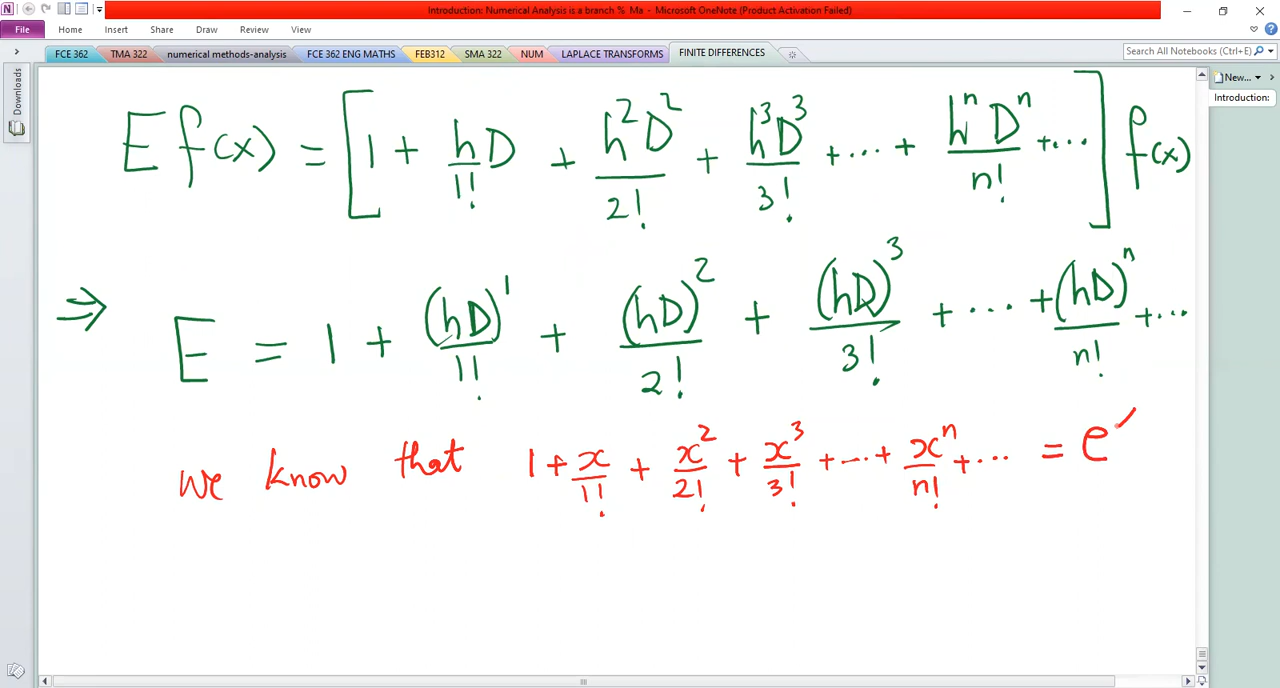 Introduction: Numerical Analysis is a branch % Ma - Microsoft OneNote (Product Activation Failed)
File Home Insert Share Draw Review View
FCE 362 TMA 322 numerical methods-analysis FCE 362 ENG MATHS FEB312 SMA 322 NUM LAPLACE TRANSFORMS FINITE DIFFERENCES Search All Notebooks (Ctrl+E)
New...
Introduction:
Downloads
E f(x) = [1 + hD/1! + h²D²/2! + h³D³/3! + ... + hⁿDⁿ/n! + ...] f(x)
⇒ E = 1 + (hD)¹/1! + (hD)²/2! + (hD)³/3! + ... + (hD)ⁿ/n! + ...
We know that 1 + x/1! + x²/2! + x³/3! + ... + xⁿ/n! + ... = e